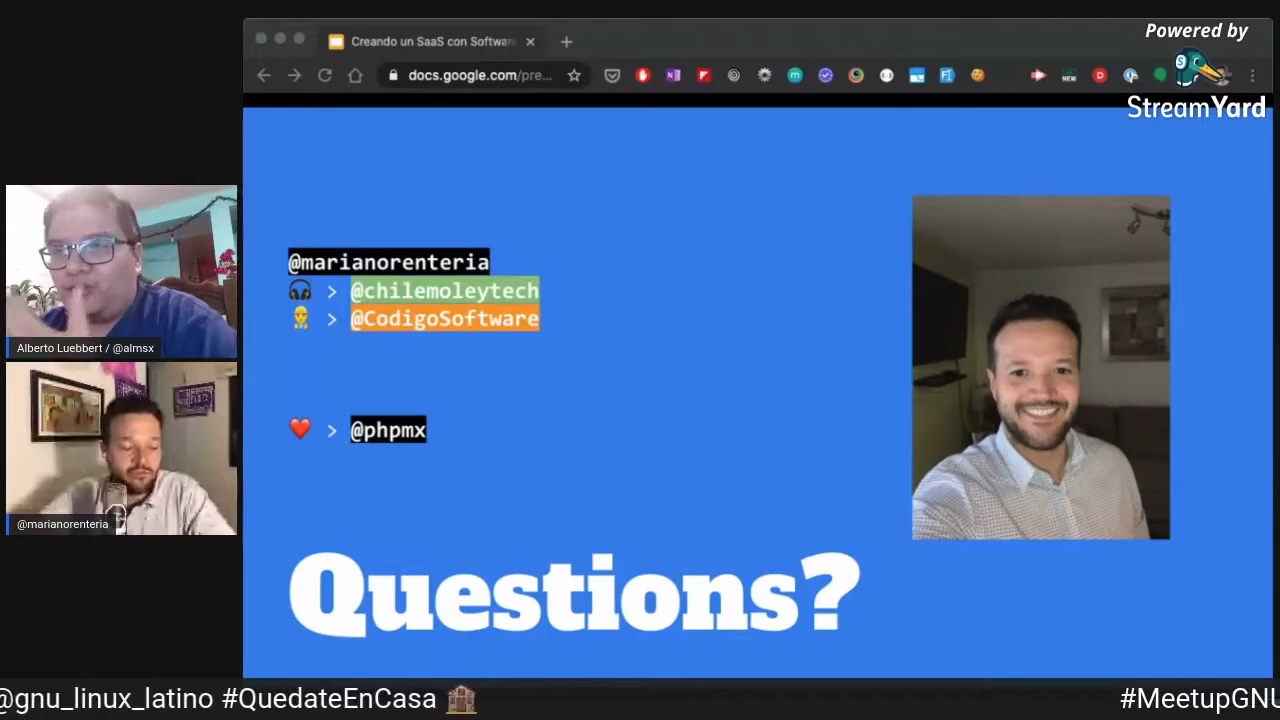 Powered by
StreamYard
Creando un SaaS con Softwar
docs.google.com/pre...
NEW
@marianorenteria
> @chilemoleytech
> @CodigoSoftware
> @phpmx
Questions?
Alberto Luebbert / @almsx
@marianorenteria
@gnu_linux_latino #QuedateEnCasa
#MeetupGNU